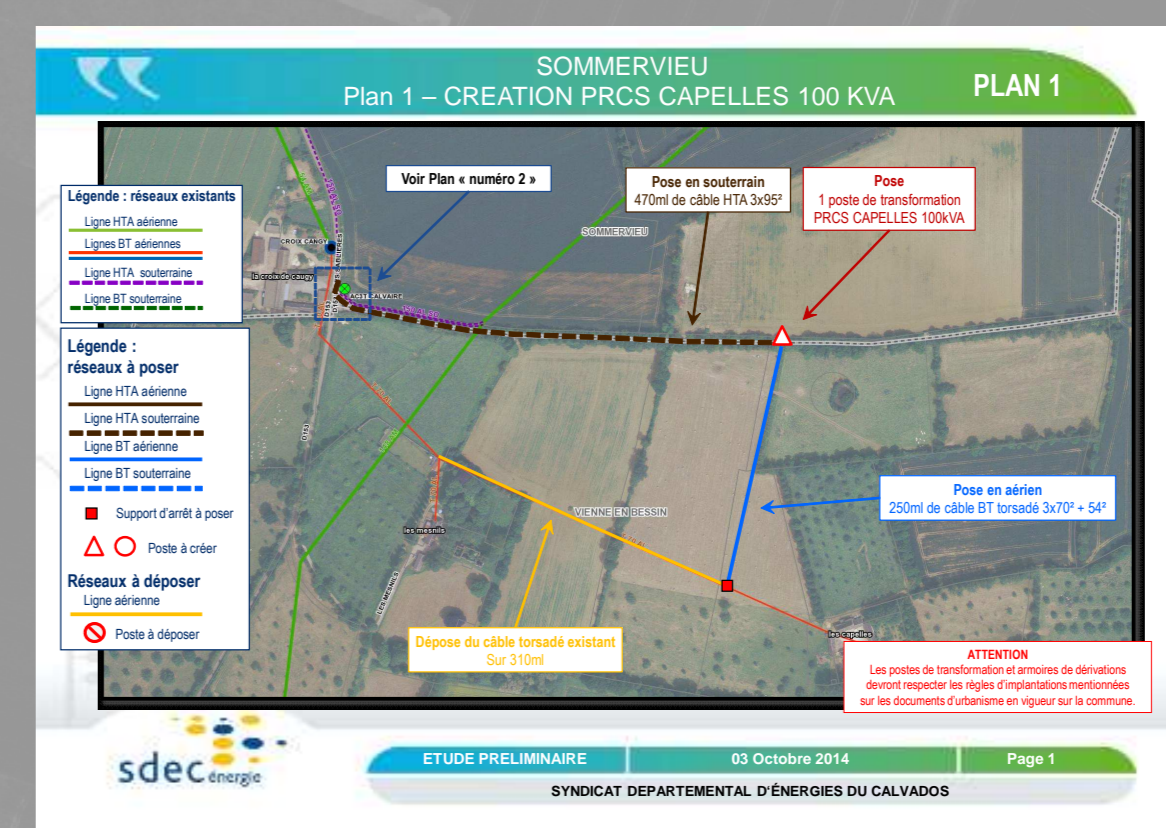 SOMMERVIEU
Plan 1 – CREATION PRCS CAPELLES 100 KVA
PLAN 1
Légende : réseaux existants
Ligne HTA aérienne
Lignes BT aériennes
Ligne HTA souterraine
Ligne BT souterraine
Légende :
réseaux à poser
Ligne HTA aérienne
Ligne HTA souterraine
Ligne BT aérienne
Ligne BT souterraine
Support d'arrêt à poser
Poste à créer
Réseaux à déposer
Ligne aérienne
Poste à déposer
Voir Plan « numéro 2 »
Pose en souterrain
470ml de câble HTA 3x95²
Pose
1 poste de transformation
PRCS CAPELLES 100kVA
SOMMERVIEU
CROIX CANGY
la croix de caugy
CALVAIRE
D153
D153
Pose en aérien
250ml de câble BT torsadé 3x70² + 54²
VIENNE EN BESSIN
les mesnils
LES MESNILS
les capelles
Dépose du câble torsadé existant
Sur 310ml
ATTENTION
Les postes de transformation et armoires de dérivations
devront respecter les règles d'implantations mentionnées
sur les documents d'urbanisme en vigueur sur la commune.
sdec énergie
ETUDE PRELIMINAIRE
03 Octobre 2014
Page 1
SYNDICAT DEPARTEMENTAL D'ÉNERGIES DU CALVADOS